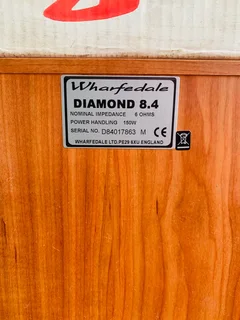 Wharfedale
DIAMOND 8.4
NOMINAL IMPEDANCE 6 OHMS
POWER HANDLING 150W
SERIAL NO. D84017863 M CE
WHARFEDALE LTD.PE29 6XU ENGLAND